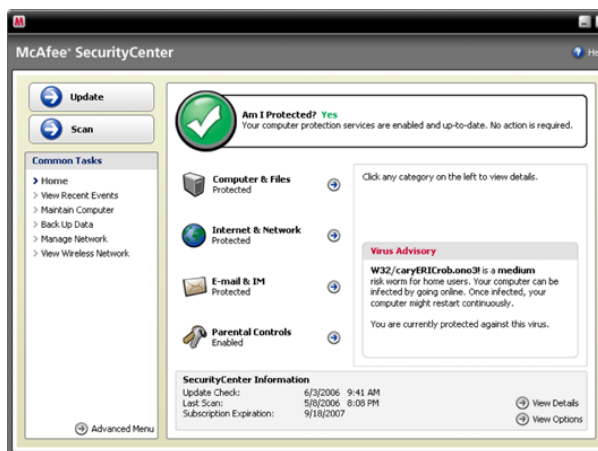 M
McAfee® SecurityCenter
He
Update
Scan
Common Tasks
Home
View Recent Events
Maintain Computer
Back Up Data
Manage Network
View Wireless Network
Advanced Menu
Am I Protected? Yes
Your computer protection services are enabled and up-to-date. No action is required.
Computer & Files
Protected
Internet & Network
Protected
E-mail & IM
Protected
Parental Controls
Enabled
Click any category on the left to view details.
Virus Advisory
W32/caryERICrob.ono3! is a medium
risk worm for home users. Your computer can be
infected by going online. Once infected, your
computer might restart continuously.
You are currently protected against this virus.
SecurityCenter Information
Update Check: 6/3/2006 9:41 AM
Last Scan: 5/8/2006 8:08 PM
Subscription Expiration: 9/18/2007
View Details
View Options